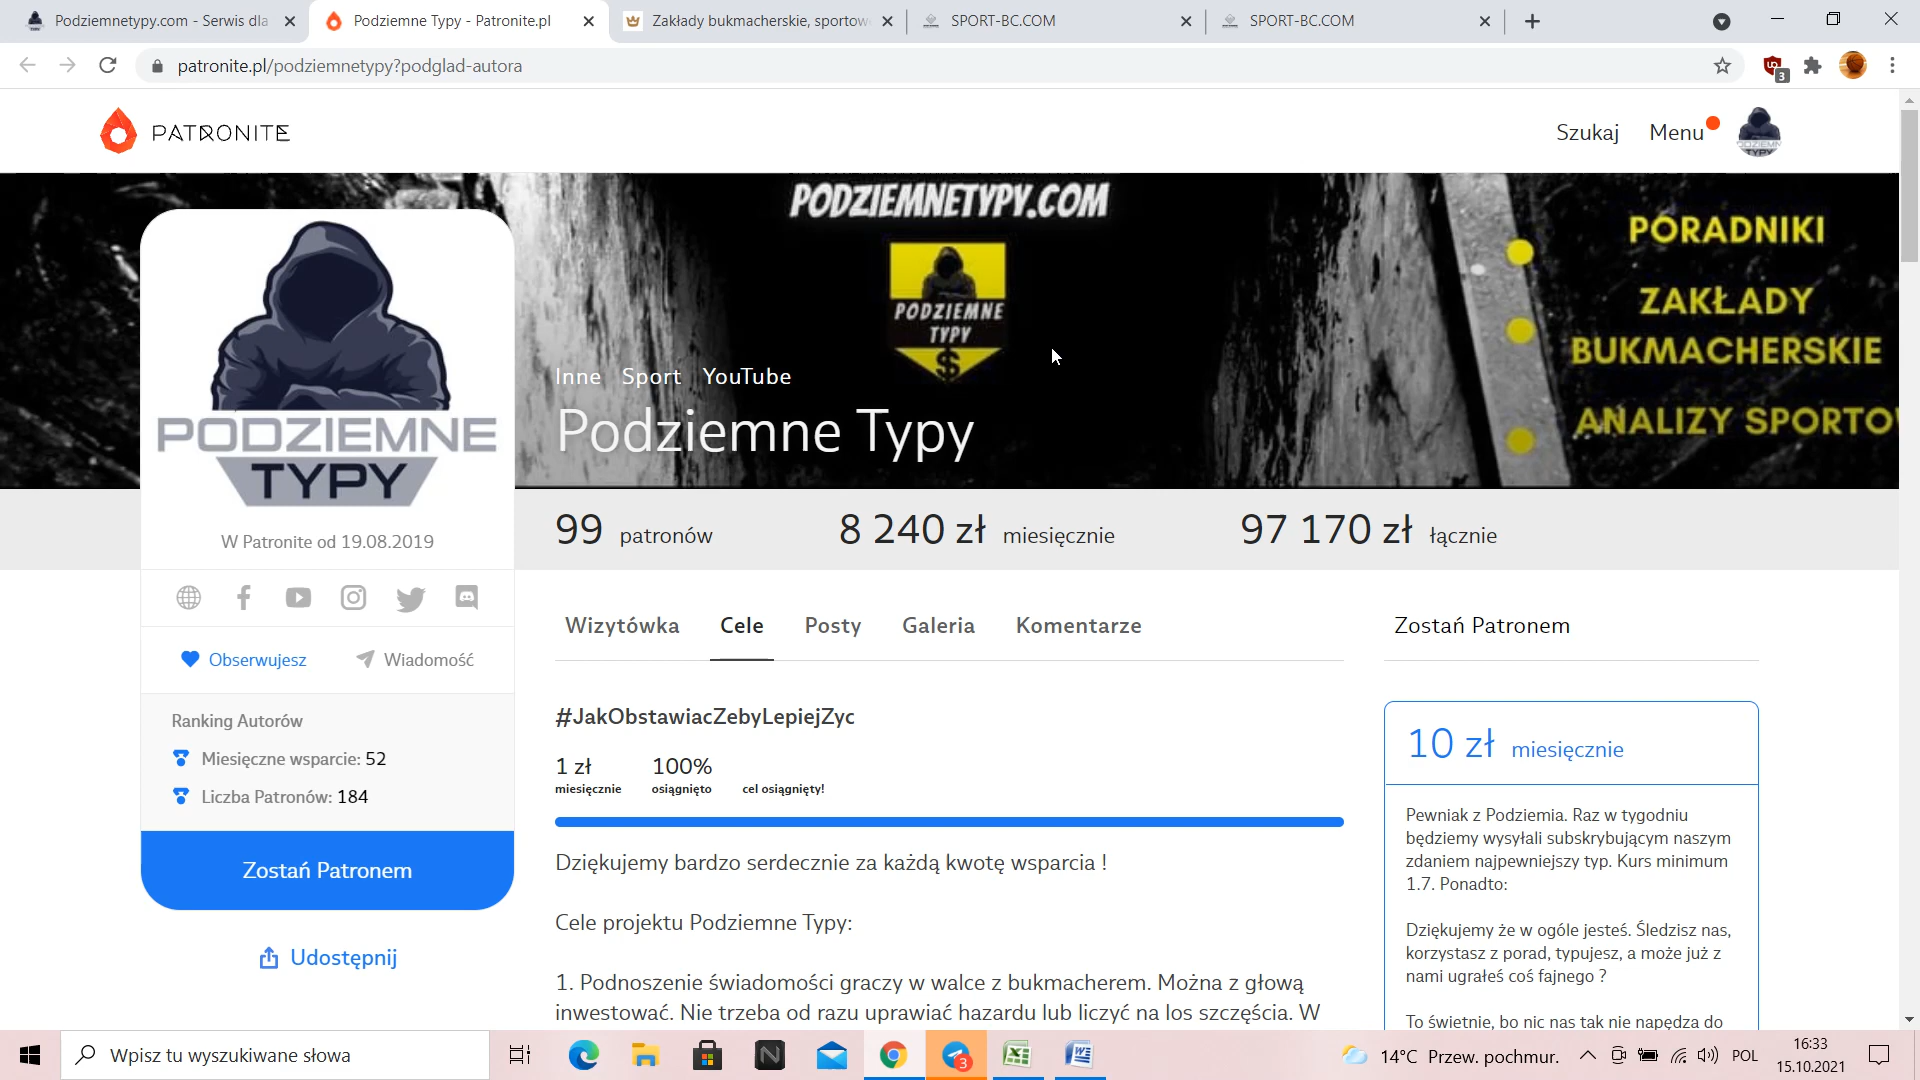 Podziemnetypy.com - Serwis dla
Podziemne Typy - Patronite.pl
Zakłady bukmacherskie, sportow
SPORT-BC.COM
SPORT-BC.COM
patronite.pl/podziemnetypy?podglad-autora
3
PATRONITE
Szukaj
Menu
PODZIEMNETYPY.COM
PODZIEMNE
TYPY
$
PORADNIKI
ZAKŁADY
BUKMACHERSKIE
ANALIZY SPORTO
PODZIEMNE
TYPY
Inne Sport YouTube
Podziemne Typy
W Patronite od 19.08.2019
99 patronów
8 240 zł miesięcznie
97 170 zł łącznie
Obserwujesz
Wiadomość
Ranking Autorów
Miesięczne wsparcie: 52
Liczba Patronów: 184
Zostań Patronem
Udostępnij
Wizytówka
Cele
Posty
Galeria
Komentarze
#JakObstawiacZebyLepiejZyc
1 zł 100%
miesięcznie osiągnięto cel osiągnięty!
Dziękujemy bardzo serdecznie za każdą kwotę wsparcia !
Cele projektu Podziemne Typy:
1. Podnoszenie świadomości graczy w walce z bukmacherem. Można z głową
inwestować. Nie trzeba od razu uprawiać hazardu lub liczyć na los szczęścia. W
Zostań Patronem
10 zł miesięcznie
Pewniak z Podziemia. Raz w tygodniu
będziemy wysyłali subskrybującym naszym
zdaniem najpewniejszy typ. Kurs minimum
1.7. Ponadto:
Dziękujemy że w ogóle jesteś. Śledzisz nas,
korzystasz z porad, typujesz, a może już z
nami ugrałeś coś fajnego ?
To świetnie, bo nic nas tak nie napędza do
Wpisz tu wyszukiwane słowa
3
14°C Przew. pochmur.
POL
16:33
15.10.2021